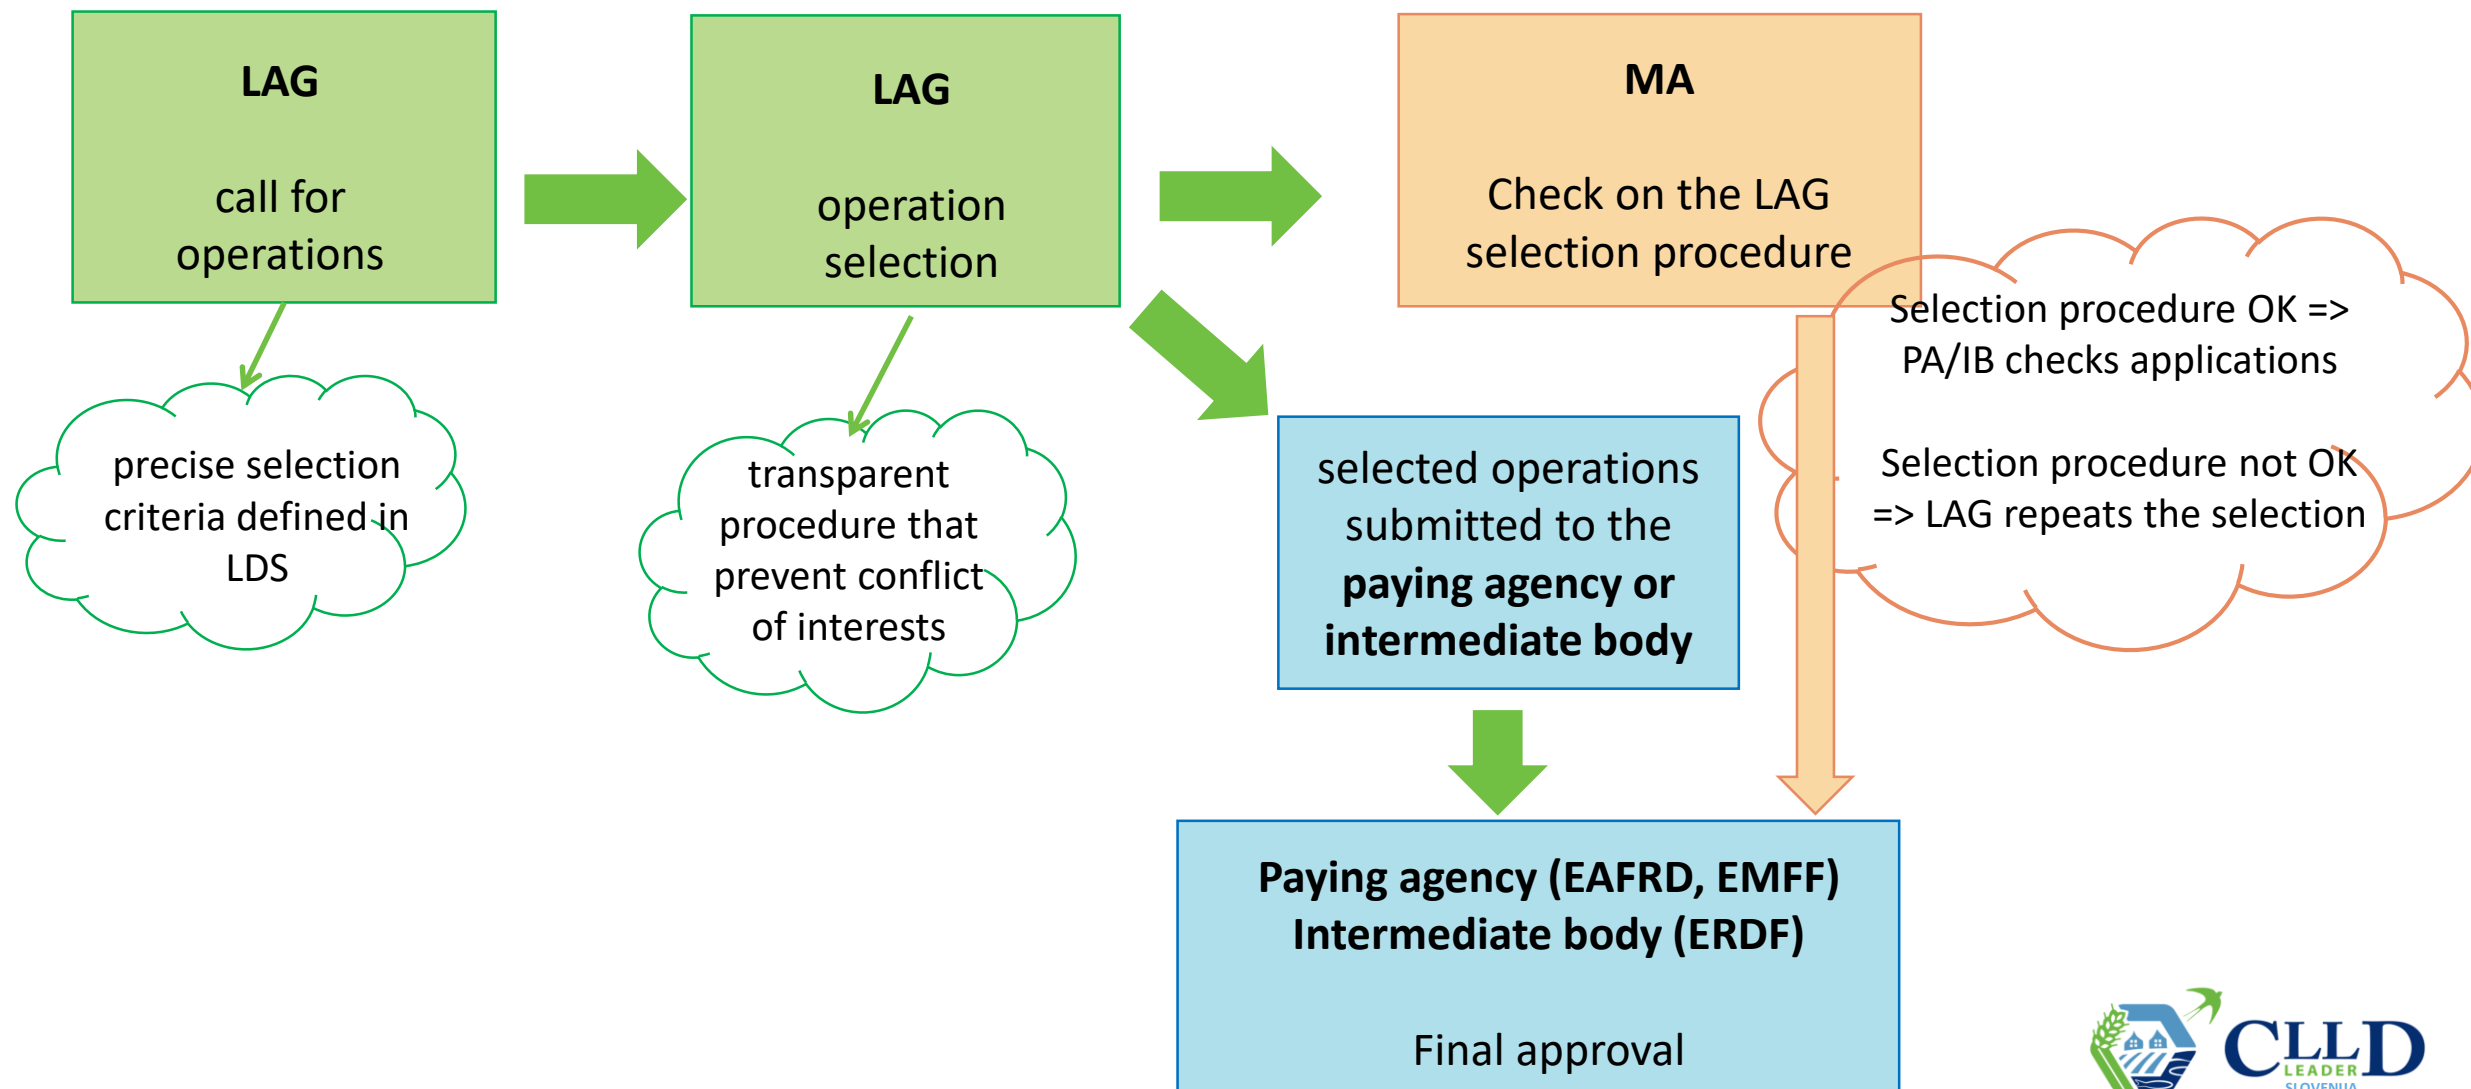 LAG
call for
operations
LAG
operation
selection
MA
Check on the LAG
selection procedure
Selection procedure OK =>
PA/IB checks applications
Selection procedure not OK
=> LAG repeats the selection
precise selection
criteria defined in
LDS
transparent
procedure that
prevent conflict
of interests
selected operations
submitted to the
paying agency or
intermediate body
Paying agency (EAFRD, EMFF)
Intermediate body (ERDF)
Final approval
CLLD
LEADER
SLOVENIJA